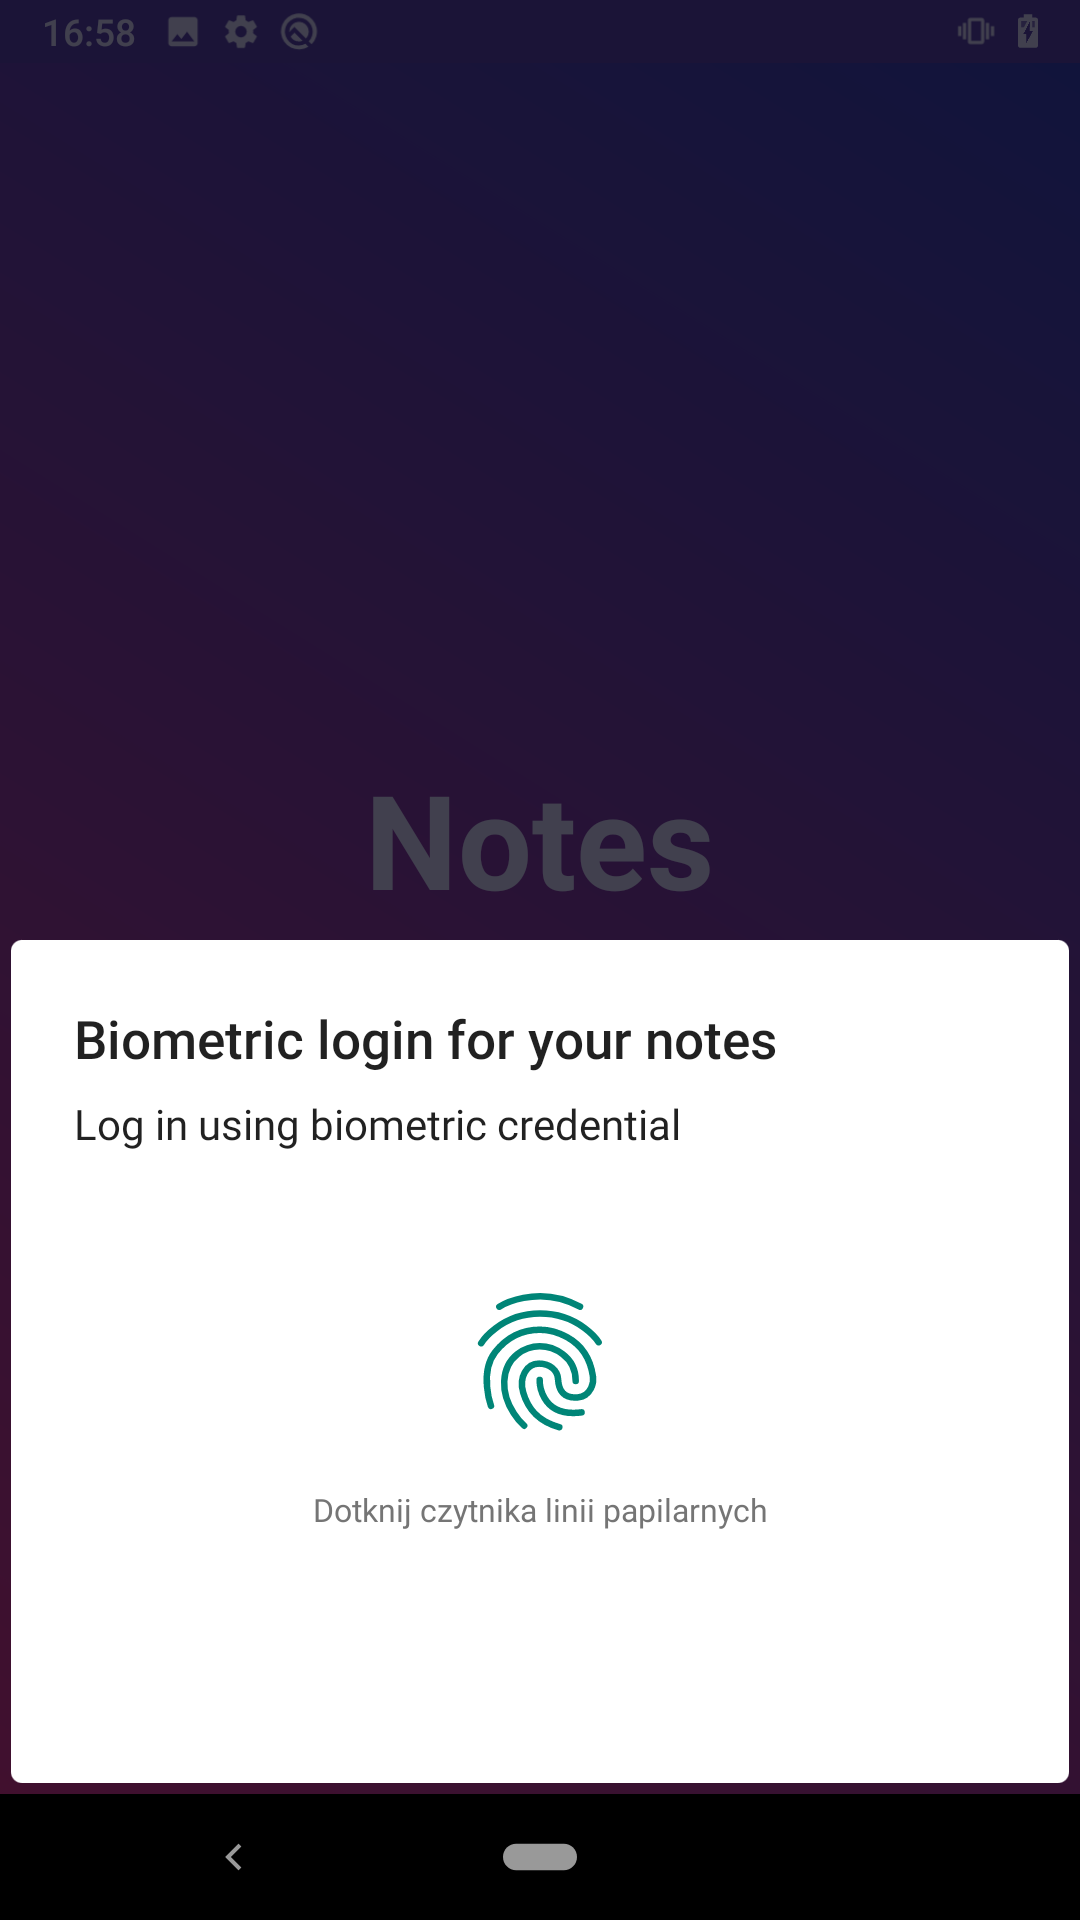 16:58
Notes
Biometric login for your notes
Log in using biometric credential
Dotknij czytnika linii papilarnych